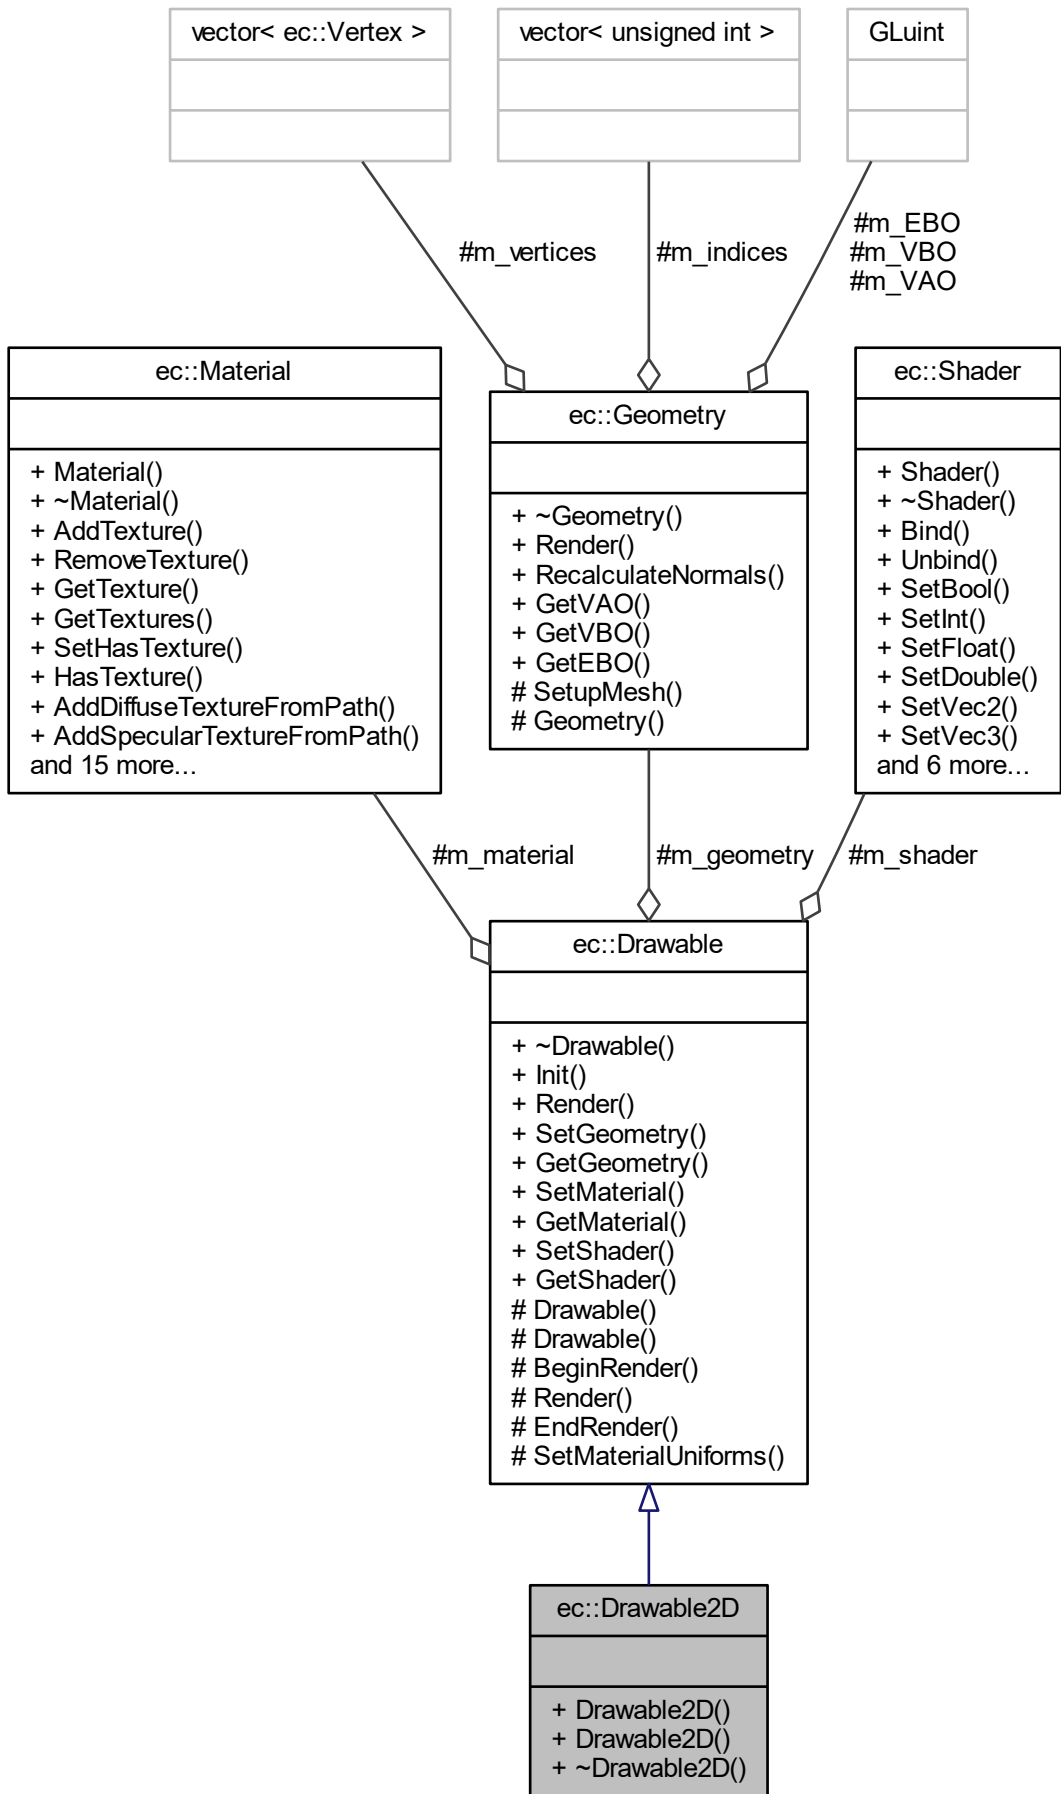 vector< ec::Vertex >
vector< unsigned int >
GLuint
#m_vertices
#m_indices
#m_EBO
#m_VBO
#m_VAO
ec::Material
+ Material()
+ ~Material()
+ AddTexture()
+ RemoveTexture()
+ GetTexture()
+ GetTextures()
+ SetHasTexture()
+ HasTexture()
+ AddDiffuseTextureFromPath()
+ AddSpecularTextureFromPath()
and 15 more...
ec::Geometry
+ ~Geometry()
+ Render()
+ RecalculateNormals()
+ GetVAO()
+ GetVBO()
+ GetEBO()
# SetupMesh()
# Geometry()
ec::Shader
+ Shader()
+ ~Shader()
+ Bind()
+ Unbind()
+ SetBool()
+ SetInt()
+ SetFloat()
+ SetDouble()
+ SetVec2()
+ SetVec3()
and 6 more...
#m_material
#m_geometry
#m_shader
ec::Drawable
+ ~Drawable()
+ Init()
+ Render()
+ SetGeometry()
+ GetGeometry()
+ SetMaterial()
+ GetMaterial()
+ SetShader()
+ GetShader()
# Drawable()
# Drawable()
# BeginRender()
# Render()
# EndRender()
# SetMaterialUniforms()
ec::Drawable2D
+ Drawable2D()
+ Drawable2D()
+ ~Drawable2D()